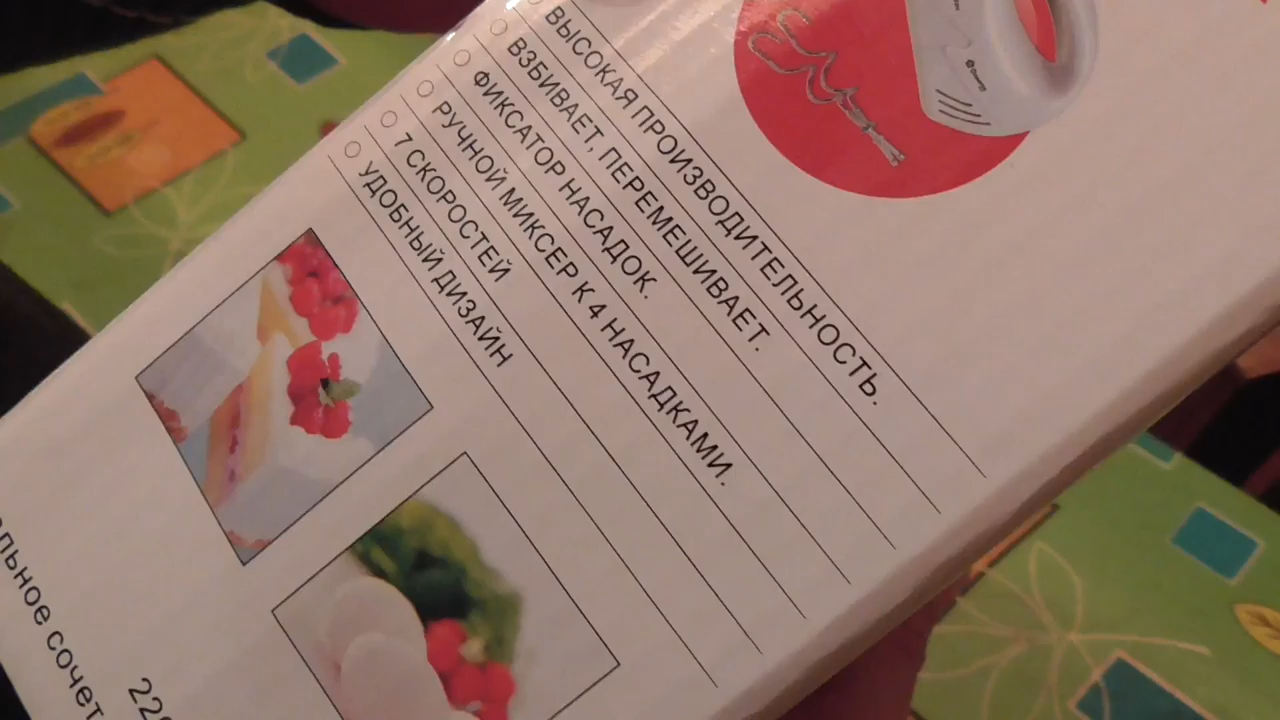 ВЫСОКАЯ ПРОИЗВОДИТЕЛЬНОСТЬ.
ВЗБИВАЕТ, ПЕРЕМЕШИВАЕТ.
ФИКСАТОР НАСАДОК.
РУЧНОЙ МИКСЕР К 4 НАСАДКАМИ.
7 СКОРОСТЕЙ
УДОБНЫЙ ДИЗАЙН